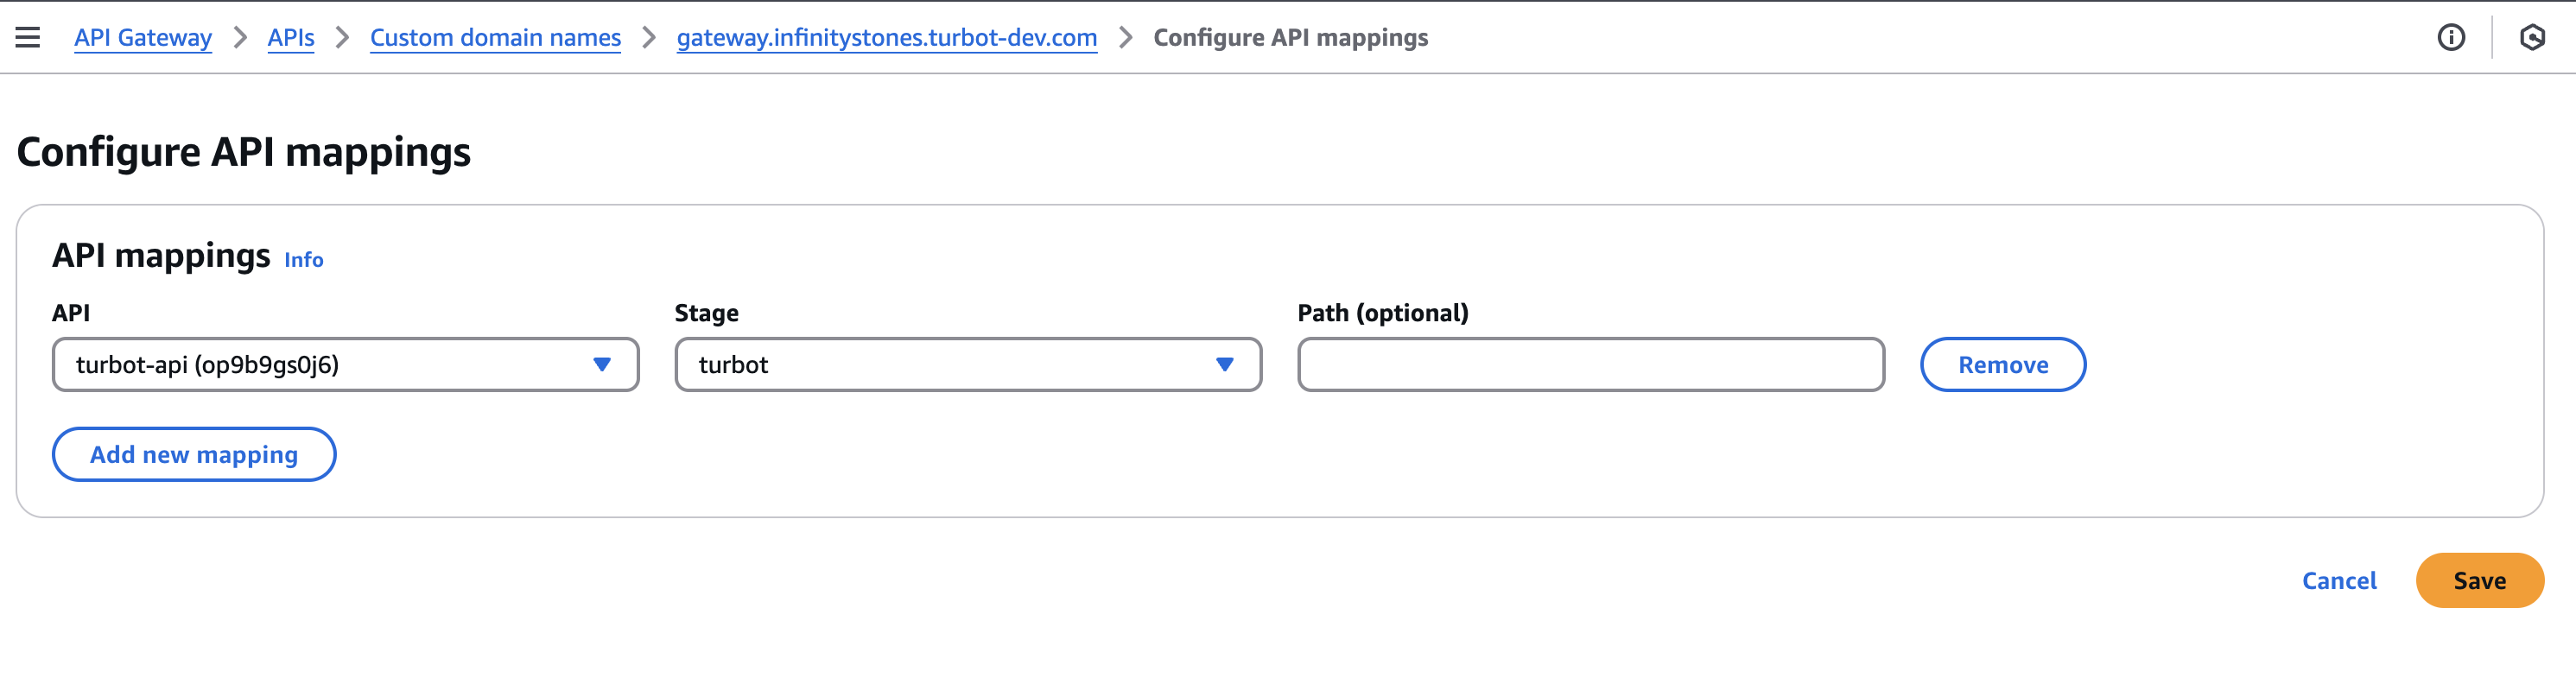 API Gateway > APIs > Custom domain names > gateway.infinitystones.turbot-dev.com > Configure API mappings
Configure API mappings
API mappings Info
API Stage Path (optional)
turbot-api (op9b9gs0j6) turbot Remove
Add new mapping
Cancel Save